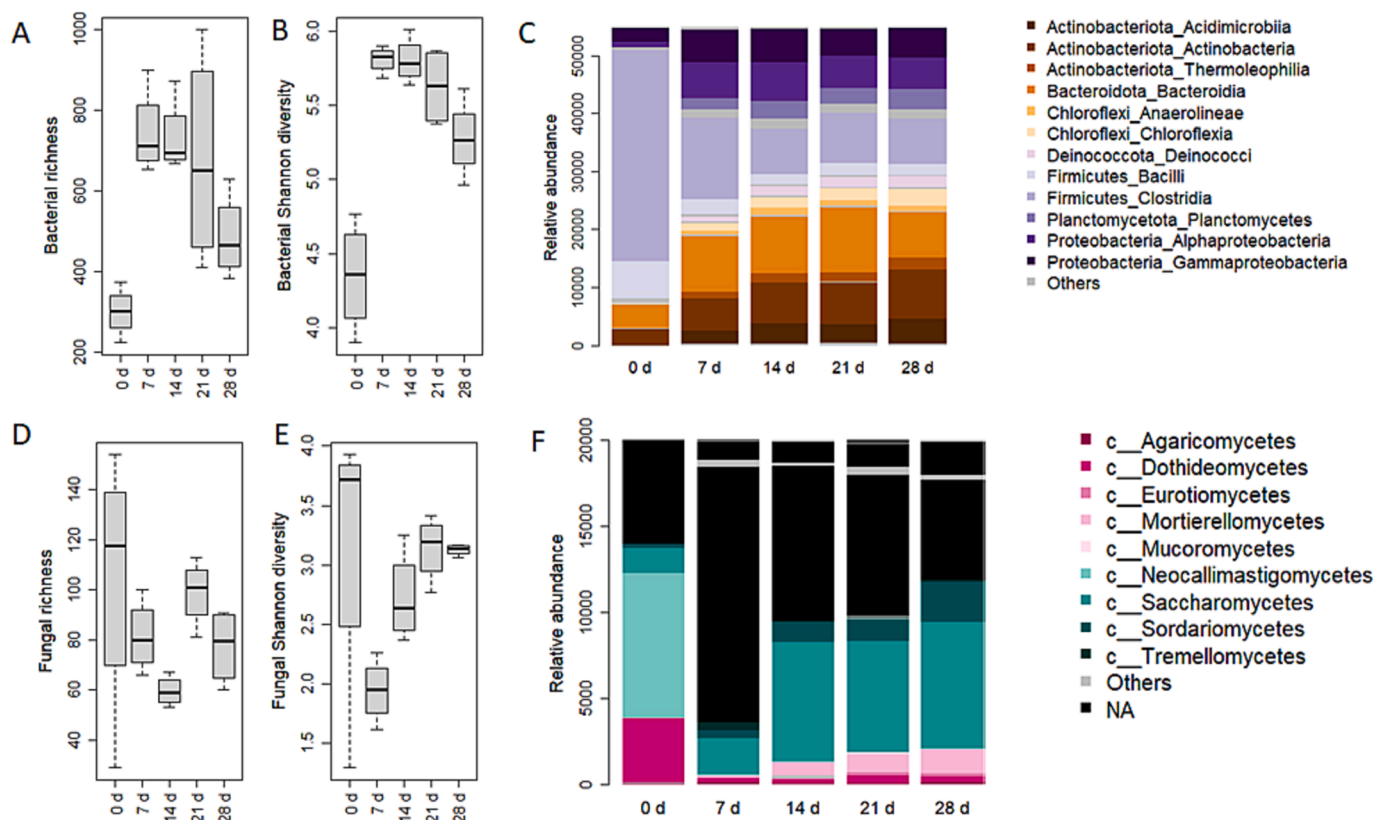 A
Bacterial richness
1000
800
600
400
200
0 d
7 d
14 d
21 d
28 d
B
Bacterial Shannon diversity
6.0
5.5
5.0
4.5
4.0
0 d
7 d
14 d
21 d
28 d
C
Relative abundance
50000
40000
30000
20000
10000
0
0 d
7 d
14 d
21 d
28 d
Actinobacteriota_Acidimicrobiia
Actinobacteriota_Actinobacteria
Actinobacteriota_Thermoleophilia
Bacteroidota_Bacteroidia
Chloroflexi_Anaerolineae
Chloroflexi_Chloroflexia
Deinococcota_Deinococci
Firmicutes_Bacilli
Firmicutes_Clostridia
Planctomycetota_Planctomycetes
Proteobacteria_Alphaproteobacteria
Proteobacteria_Gammaproteobacteria
Others
D
Fungal richness
140
120
100
80
60
40
0 d
7 d
14 d
21 d
28 d
E
Fungal Shannon diversity
4.0
3.5
3.0
2.5
2.0
1.5
0 d
7 d
14 d
21 d
28 d
F
Relative abundance
20000
15000
10000
5000
0
0 d
7 d
14 d
21 d
28 d
c__Agaricomycetes
c__Dothideomycetes
c__Eurotiomycetes
c__Mortierellomycetes
c__Mucoromycetes
c__Neocallimastigomycetes
c__Saccharomycetes
c__Sordariomycetes
c__Tremellomycetes
Others
NA